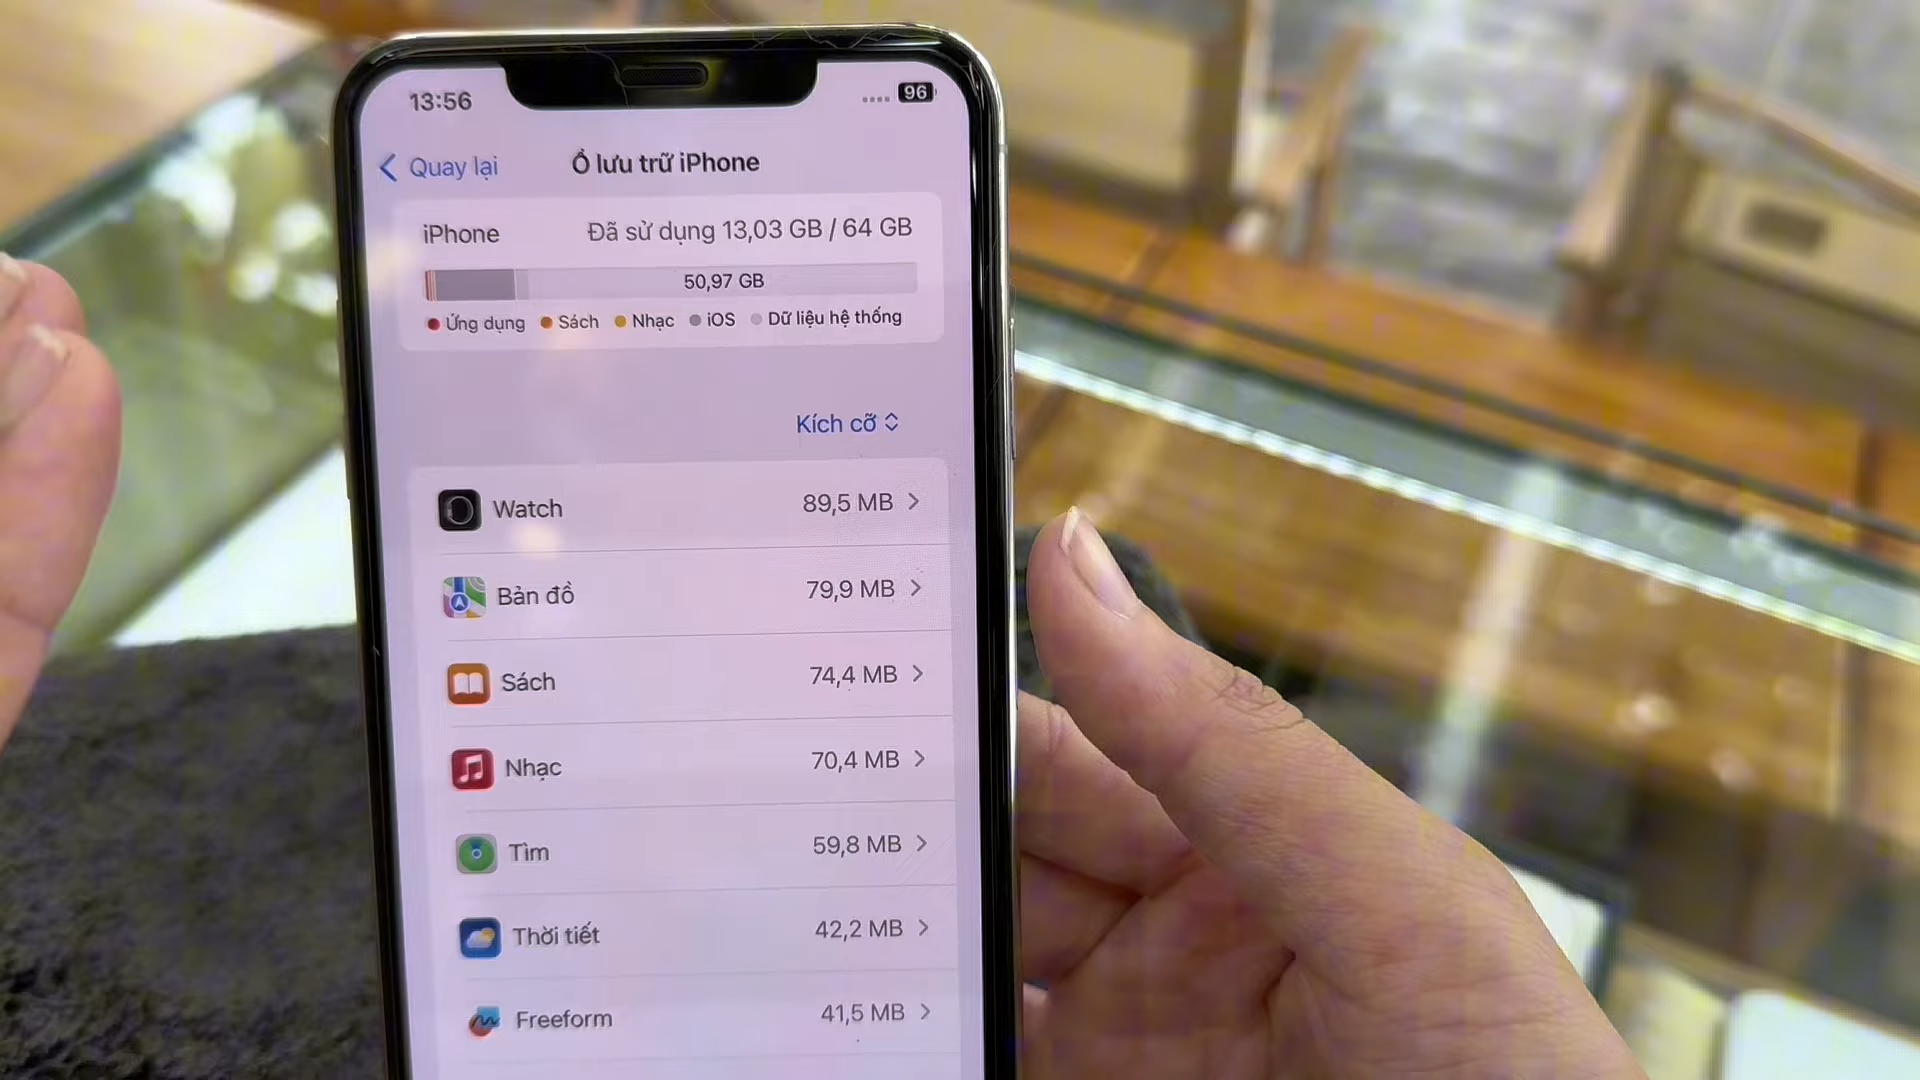 13:56
96
Quay lại
Ổ lưu trữ iPhone
iPhone
Đã sử dụng 13,03 GB / 64 GB
50,97 GB
Ứng dụng
Sách
Nhạc
iOS
Dữ liệu hệ thống
Kích cỡ
Watch
89,5 MB
Bản đồ
79,9 MB
Sách
74,4 MB
Nhạc
70,4 MB
Tìm
59,8 MB
Thời tiết
42,2 MB
Freeform
41,5 MB